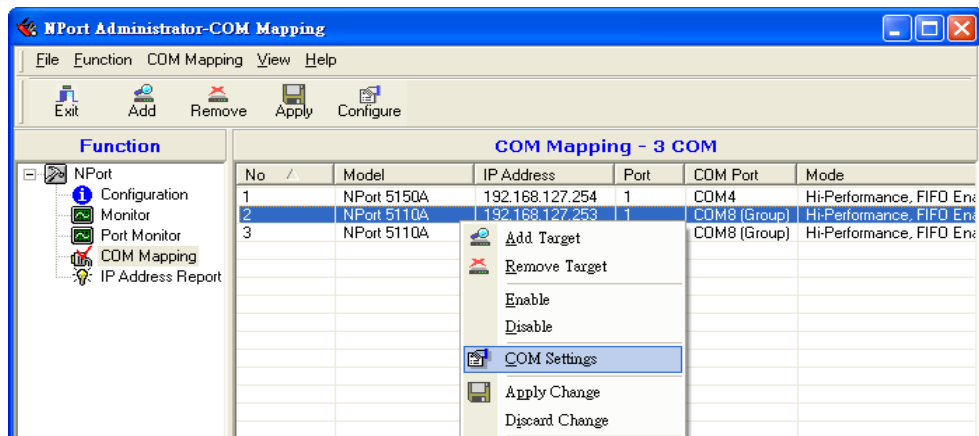 NPort Administrator-COM Mapping
File Function COM Mapping View Help
Exit Add Remove Apply Configure
Function
COM Mapping - 3 COM
NPort
Configuration
Monitor
Port Monitor
COM Mapping
IP Address Report
No Model IP Address Port COM Port Mode
1 NPort 5150A 192.168.127.254 1 COM4 Hi-Performance, FIFO Ena
2 NPort 5110A 192.168.127.253 1 COM8 (Group) Hi-Performance, FIFO Ena
3 NPort 5110A COM8 (Group) Hi-Performance, FIFO Ena
Add Target
Remove Target
Enable
Disable
COM Settings
Apply Change
Discard Change